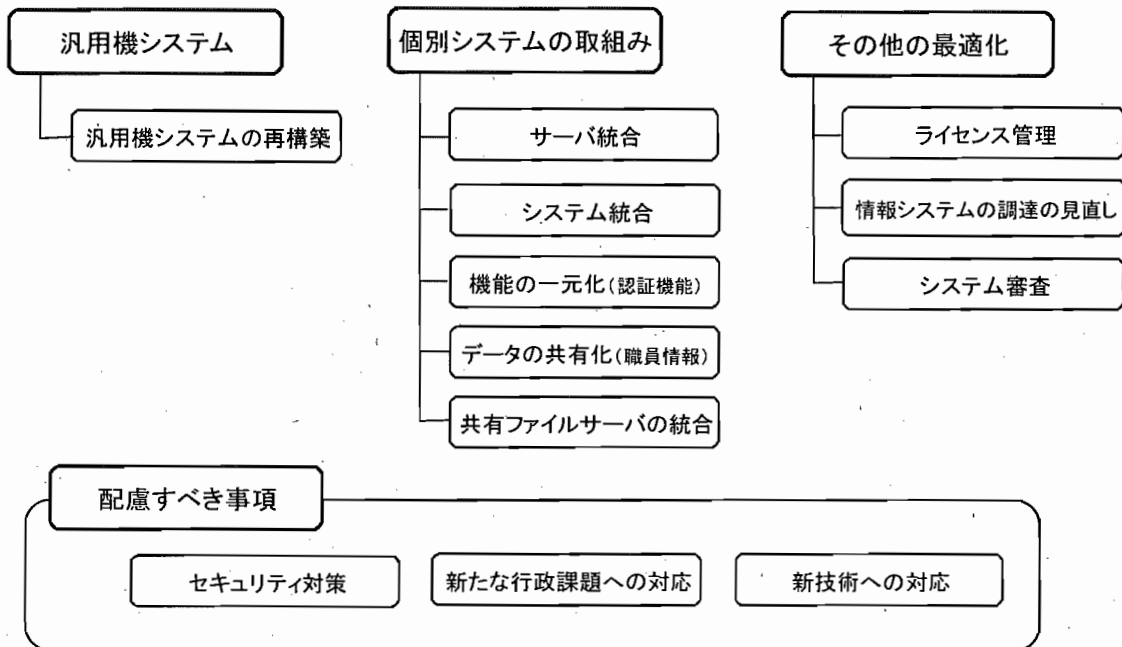 汎用機システム
汎用機システムの再構築
個別システムの取組み
サーバ統合
システム統合
機能の一元化(認証機能)
データの共有化(職員情報)
共有ファイルサーバの統合
その他の最適化
ライセンス管理
情報システムの調達の見直し
システム審査
配慮すべき事項
セキュリティ対策
新たな行政課題への対応
新技術への対応